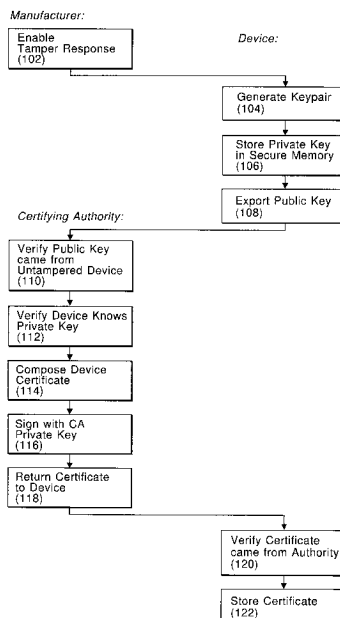 Manufacturer:
Enable
Tamper Response
(102)
Device:
Generate Keypair
(104)
Store Private Key
in Secure Memory
(106)
Export Public Key
(108)
Certifying Authority:
Verify Public Key
came from
Untampered Device
(110)
Verify Device Knows
Private Key
(112)
Compose Device
Certificate
(114)
Sign with CA
Private Key
(116)
Return Certificate
to Device
(118)
Verify Certificate
came from Authority
(120)
Store Certificate
(122)